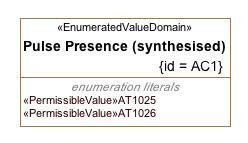 «EnumeratedValueDomain»
Pulse Presence (synthesised)
{id = AC1}
enumeration literals
«PermissibleValue»AT1025
«PermissibleValue»AT1026